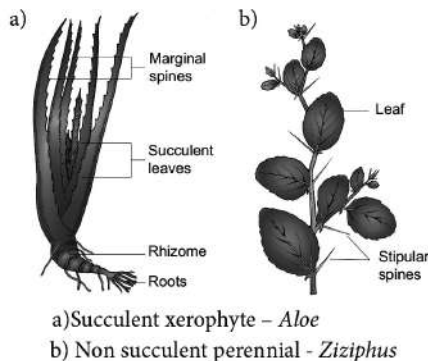 a)
Marginal
spines
Succulent
leaves
Rhizome
Roots
b)
Leaf
Stipular
spines
a)Succulent xerophyte – Aloe
b) Non succulent perennial - Ziziphus